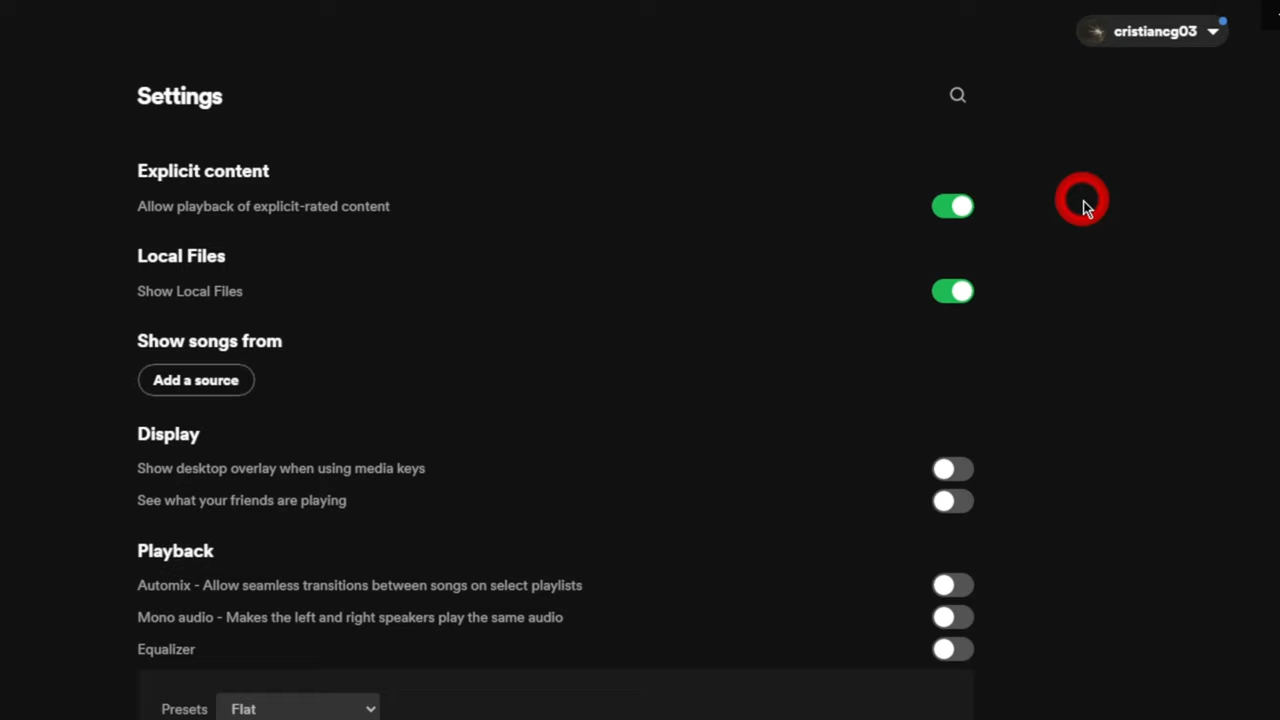 cristiancg03
Settings
Explicit content
Allow playback of explicit-rated content
Local Files
Show Local Files
Show songs from
Add a source
Display
Show desktop overlay when using media keys
See what your friends are playing
Playback
Automix - Allow seamless transitions between songs on select playlists
Mono audio - Makes the left and right speakers play the same audio
Equalizer
Presets Flat